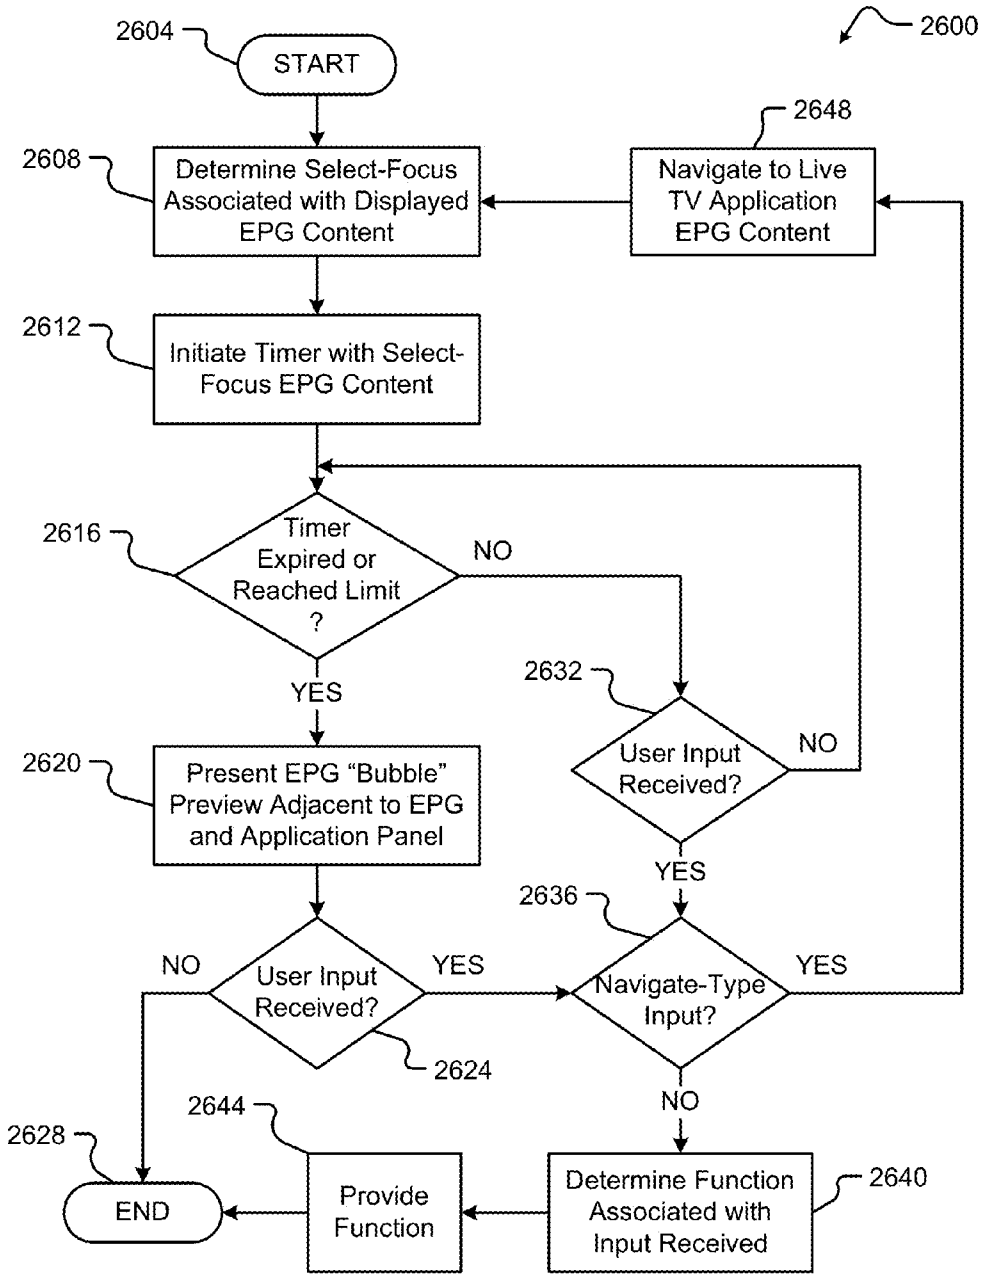 2600
2604
START
2648
2608
Determine Select-Focus
Associated with Displayed
EPG Content
Navigate to Live
TV Application
EPG Content
2612
Initiate Timer with Select-
Focus EPG Content
2616
Timer
Expired or
Reached Limit
?
NO
YES
2632
User Input
Received?
NO
YES
2620
Present EPG “Bubble”
Preview Adjacent to EPG
and Application Panel
2636
NO
User Input
Received?
YES
2624
Navigate-Type
Input?
YES
NO
2644
2628
END
Provide
Function
Determine Function
Associated with
Input Received
2640